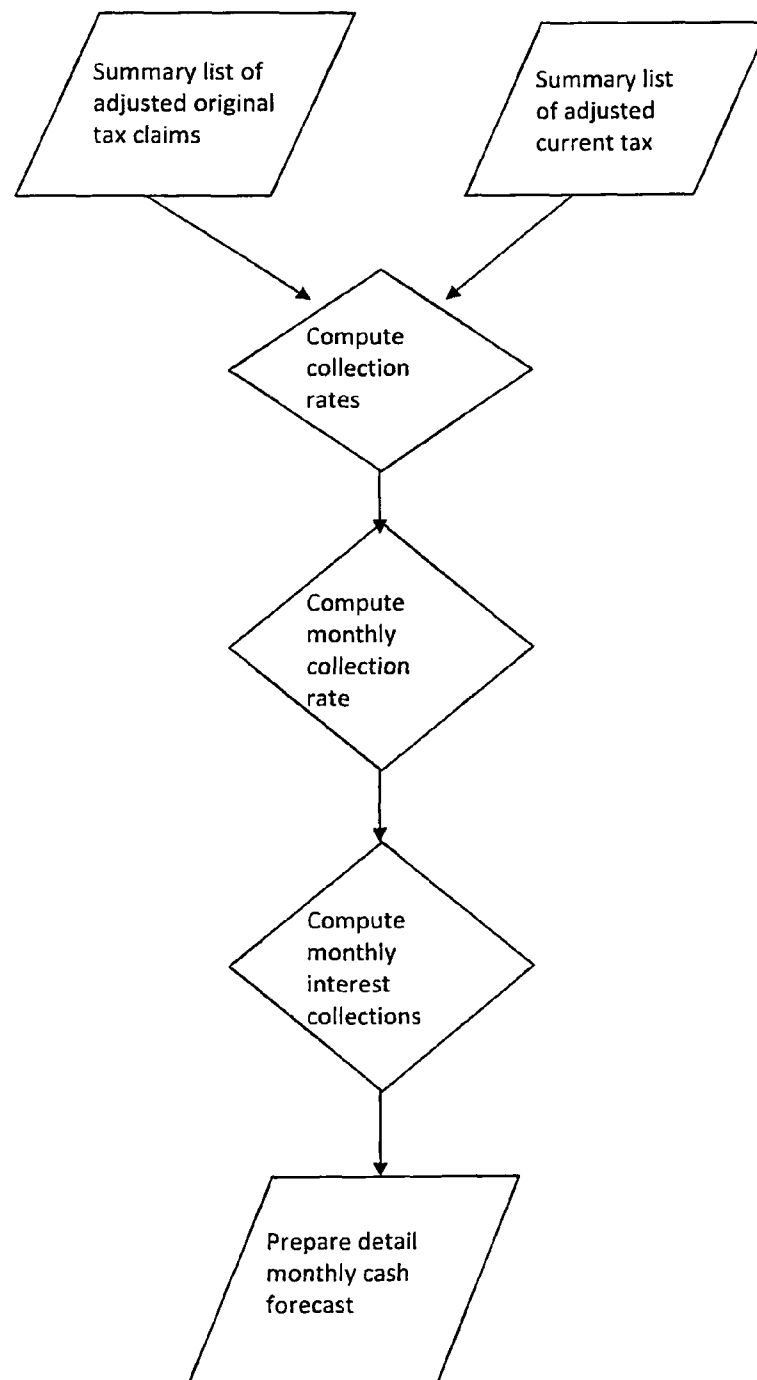 Summary list of
adjusted original
tax claims
Summary list
of adjusted
current tax
Compute
collection
rates
Compute
monthly
collection
rate
Compute
monthly
interest
collections
Prepare detail
monthly cash
forecast